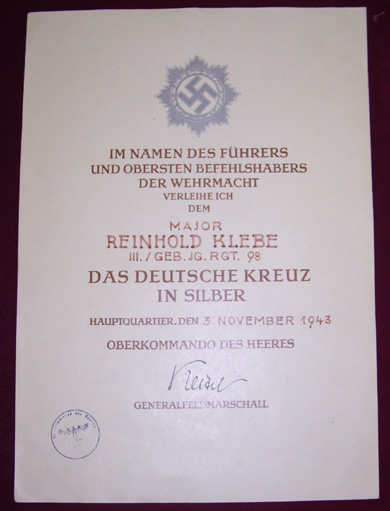 IM NAMEN DES FÜHRERS
UND OBERSTEN BEFEHLSHABERS
DER WEHRMACHT
VERLEIHE ICH
DEM
MAJOR
REINHOLD KLEBE
III./GEB. JG. RGT. 98
DAS DEUTSCHE KREUZ
IN SILBER
HAUPTQUARTIER, DEN 3. NOVEMBER 1943
OBERKOMMANDO DES HEERES
GENERALFELDMARSCHALL